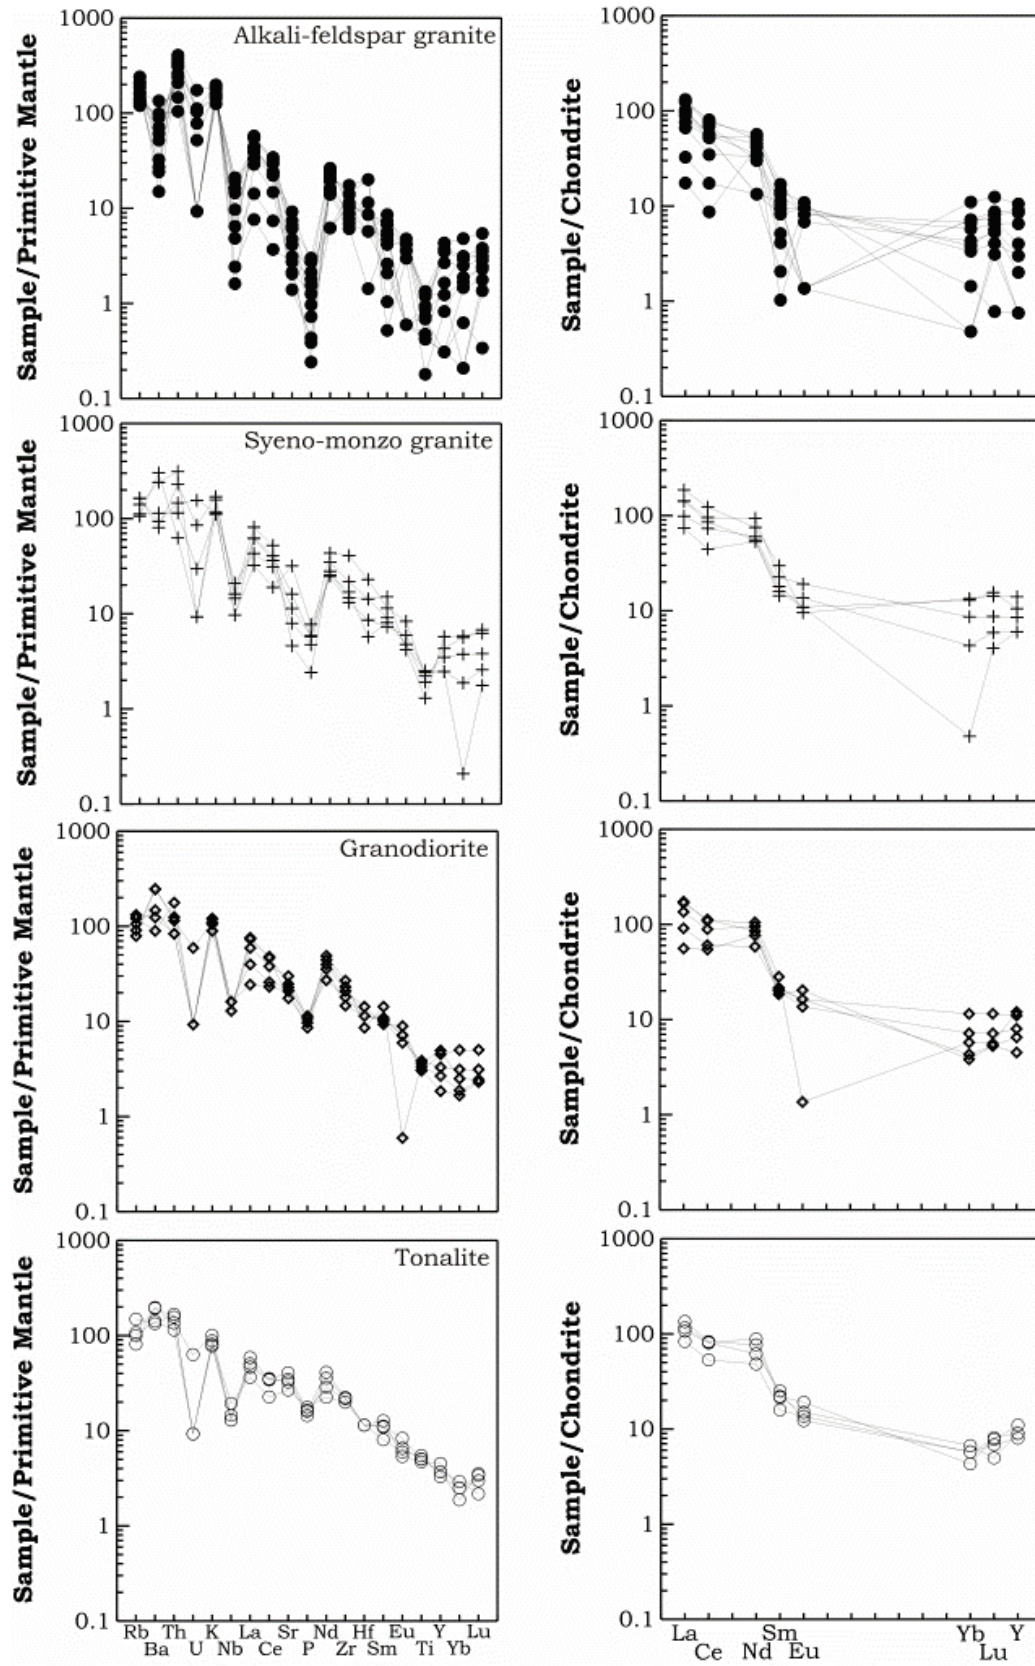 Sample/Primitive Mantle
1000
100
10
1
0.1
Alkali-feldspar granite
Sample/Chondrite
1000
100
10
1
0.1
Sample/Primitive Mantle
1000
100
10
1
0.1
Syeno-monzo granite
Sample/Chondrite
1000
100
10
1
0.1
Sample/Primitive Mantle
1000
100
10
1
0.1
Granodiorite
Sample/Chondrite
1000
100
10
1
0.1
Sample/Primitive Mantle
1000
100
10
1
0.1
Tonalite
Rb Th K La Sr Nd Hf Eu Y Lu
Ba U Nb Ce P Zr Sm Ti Yb
Sample/Chondrite
1000
100
10
1
0.1
La Sm Yb Y
Ce Nd Eu Lu